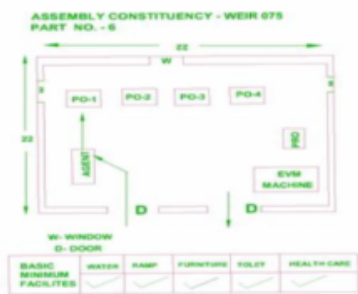 ASSEMBLY CONSTITUENCY - WEIR 075
PART NO. - 6
22
W
PO-1 PO-2 PO-3 PO-4
22
AGENT
PRO
EVM
MACHINE
D D
W- WINDOW
D- DOOR
BASIC
MINIMUM
FACILITES
WATER RAMP FURNITURE TOILET HEALTH CARE